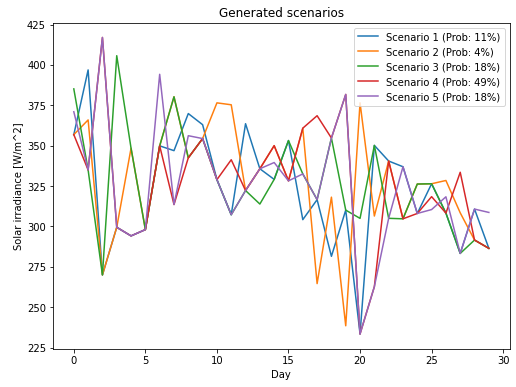 Generated scenarios
Solar irradiance [W/m^2]
425
400
375
350
325
300
275
250
225
Scenario 1 (Prob: 11%)
Scenario 2 (Prob: 4%)
Scenario 3 (Prob: 18%)
Scenario 4 (Prob: 49%)
Scenario 5 (Prob: 18%)
0 5 10 15 20 25 30
Day